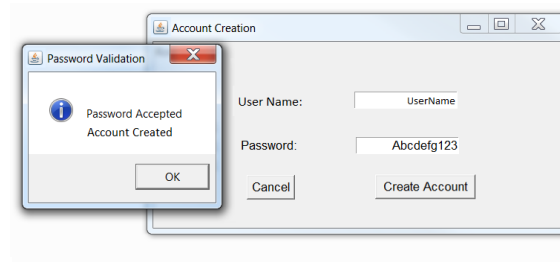 Account Creation
Password Validation
Password Accepted
Account Created
OK
User Name:
UserName
Password:
Abcdefg123
Cancel
Create Account